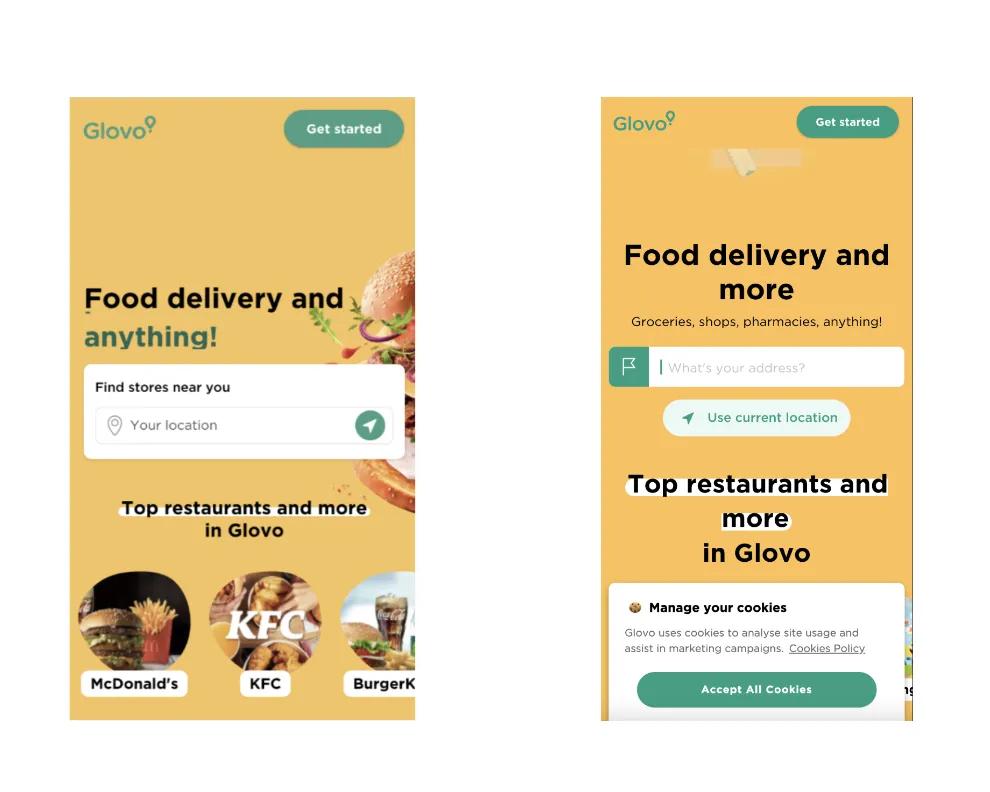 Glovo
Get started
Food delivery and
anything!
Find stores near you
Your location
Top restaurants and more
in Glovo
KFC
Coca-Cola
McDonald's
KFC
BurgerK
Glovo
Get started
Food delivery and
more
Groceries, shops, pharmacies, anything!
What's your address?
Use current location
Top restaurants and
more
in Glovo
Manage your cookies
Glovo uses cookies to analyse site usage and
assist in marketing campaigns. Cookies Policy
Accept All Cookies